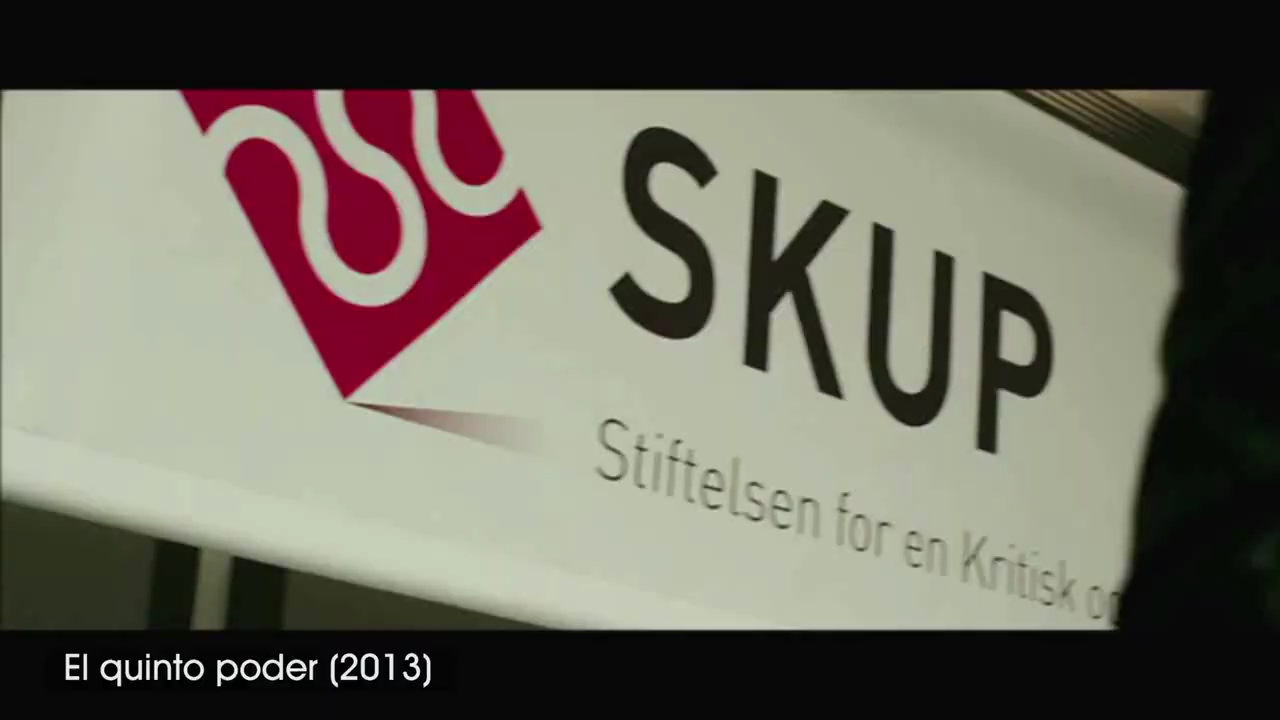 SKUP
Stiftelsen for en Kritisk
El quinto poder (2013)